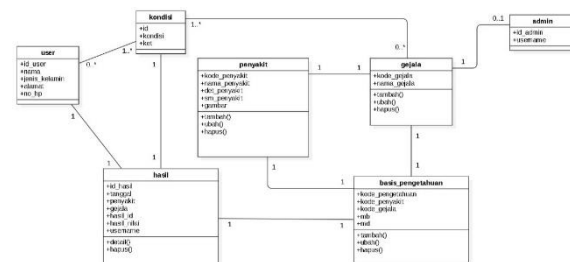 kondisi
+id
+kondisi
+ket
1..*
1..*
1
user
+id_user
+nama
+jenis_kelamin
+alamat
+no_hp
0..*
1
admin
+id_admin
+username
0..1
1
penyakit
+kode_penyakit
+nama_penyakit
+det_penyakit
+srn_penyakit
+gambar
+tambah()
+ubah()
+hapus()
1
1
1
gejala
+kode_gejala
+nama_gejala
+tambah()
+ubah()
+hapus()
0..*
1
hasil
+id_hasil
+tanggal
+penyakit
+gejala
+hasil_id
+hasil_nilai
+username
+detail()
+hapus()
1
1
1
basis_pengetahuan
+kode_pengetahuan
+kode_penyakit
+kode_gejala
+mb
+md
+tambah()
+ubah()
+hapus()
1
1
1